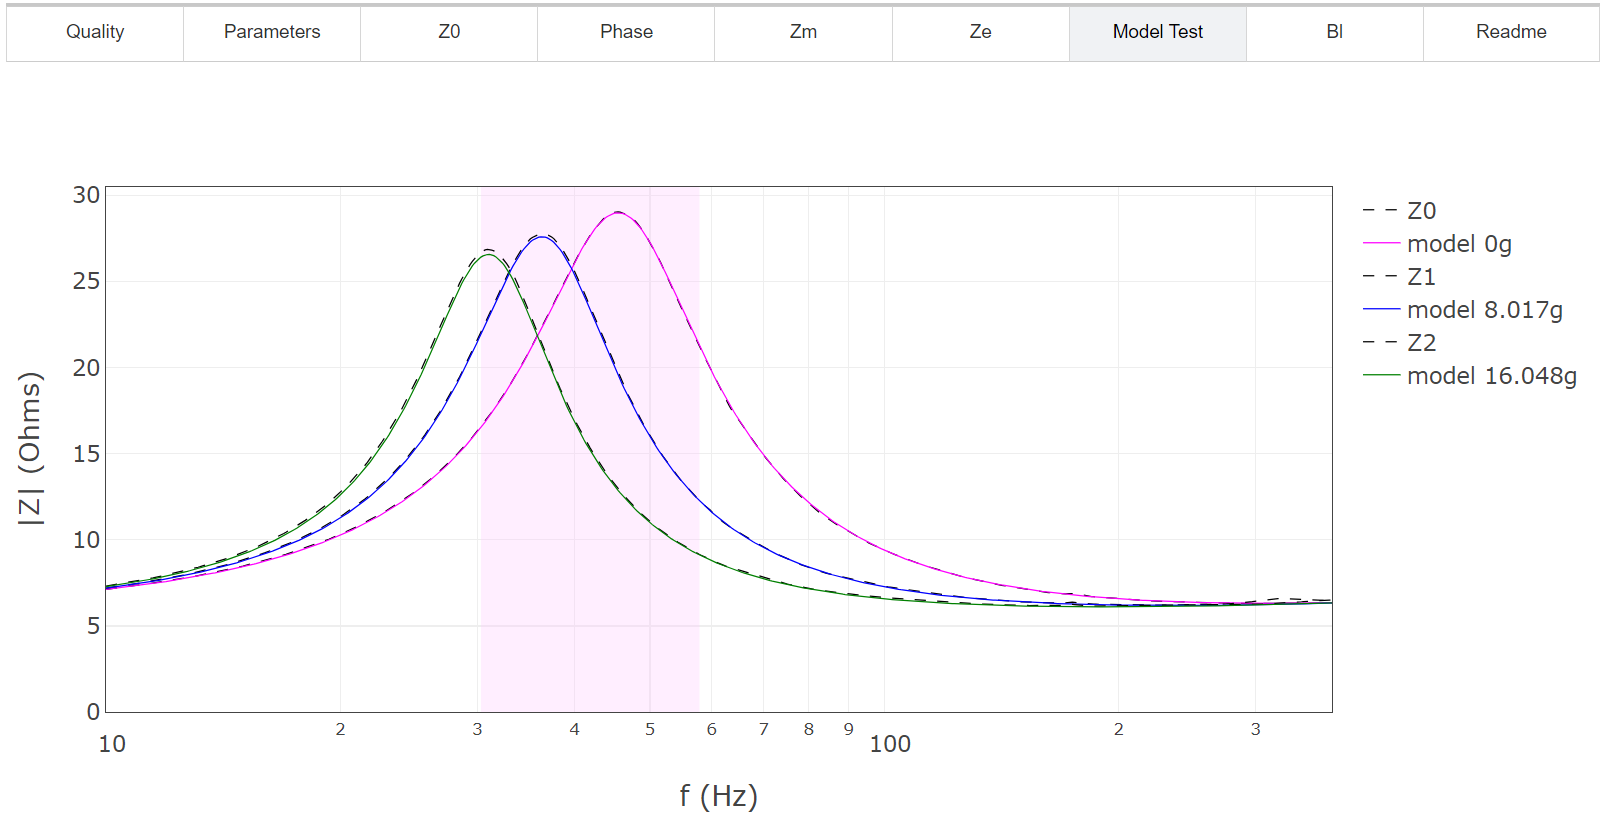 Quality Parameters Z0 Phase Zm Ze Model Test Bl Readme
30
25
20
15
10
5
0
|Z| (Ohms)
2 3 4 5 6 7 8 9 2 3
10 100
f (Hz)
Z0
model 0g
Z1
model 8.017g
Z2
model 16.048g